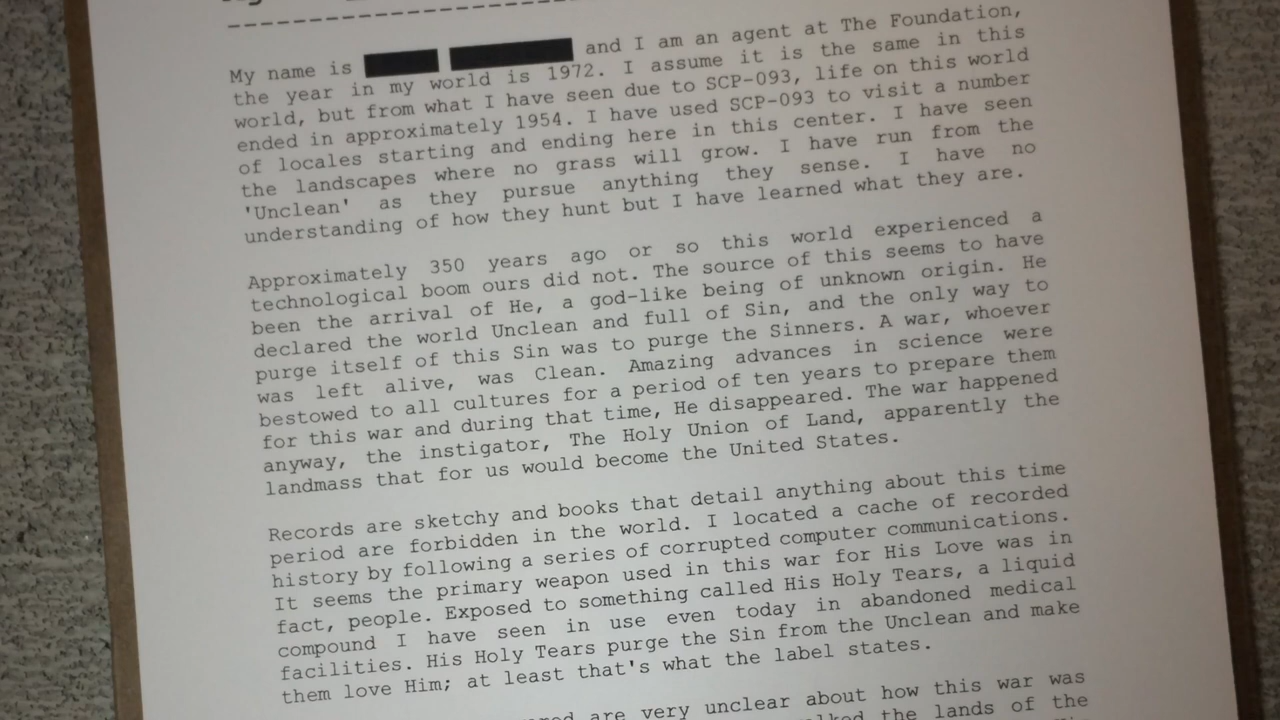 My name is and I am an agent at The Foundation,
the year in my world is 1972. I assume it is the same in this
world, but from what I have seen due to SCP-093, life on this world
ended in approximately 1954. I have used SCP-093 to visit a number
of locales starting and ending here in this center. I have seen
the landscapes where no grass will grow. I have run from the
'Unclean' as they pursue anything they sense. I have no
understanding of how they hunt but I have learned what they are.
Approximately 350 years ago or so this world experienced a
technological boom ours did not. The source of this seems to have
been the arrival of He, a god-like being of unknown origin. He
declared the world Unclean and full of Sin, and the only way to
purge itself of this Sin was to purge the Sinners. A war, whoever
was left alive, was Clean. Amazing advances in science were
bestowed to all cultures for a period of ten years to prepare them
for this war and during that time, He disappeared. The war happened
anyway, the instigator, The Holy Union of Land, apparently the
landmass that for us would become the United States.
Records are sketchy and books that detail anything about this time
period are forbidden in the world. I located a cache of recorded
history by following a series of corrupted computer communications.
It seems the primary weapon used in this war for His Love was in
fact, people. Exposed to something called His Holy Tears, a liquid
compound I have seen in use even today in abandoned medical
facilities. His Holy Tears purge the Sin from the Unclean and make
them love Him; at least that's what the label states.
are very unclear about how this war was
the lands of the